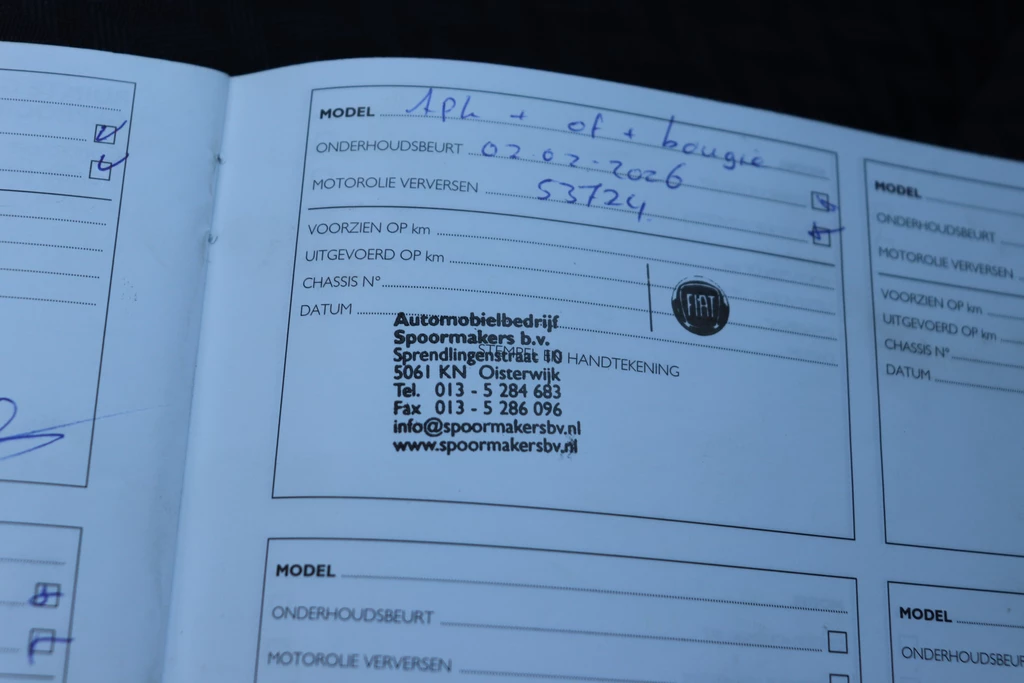 MODEL Aph + of + bougie
ONDERHOUDSBEURT 02-02-2026
MOTOROLIE VERVERSEN 53724
VOORZIEN OP km
UITGEVOERD OP km
CHASSIS N°
DATUM
FIAT
STEMPEL EN HANDTEKENING
Automobielbedrijf
Spoormakers b.v.
Sprendlingenstraat 10
5061 KN Oisterwijk
Tel. 013 - 5 284 683
Fax 013 - 5 286 096
info@spoormakersbv.nl
www.spoormakersbv.nl
MODEL
ONDERHOUDSBEURT
MOTOROLIE VERVERSEN
VOORZIEN OP km
UITGEVOERD OP km
CHASSIS N°
DATUM
MODEL
ONDERHOUDSBEURT
MOTOROLIE VERVERSEN
MODEL
ONDERHOUDSBEUR